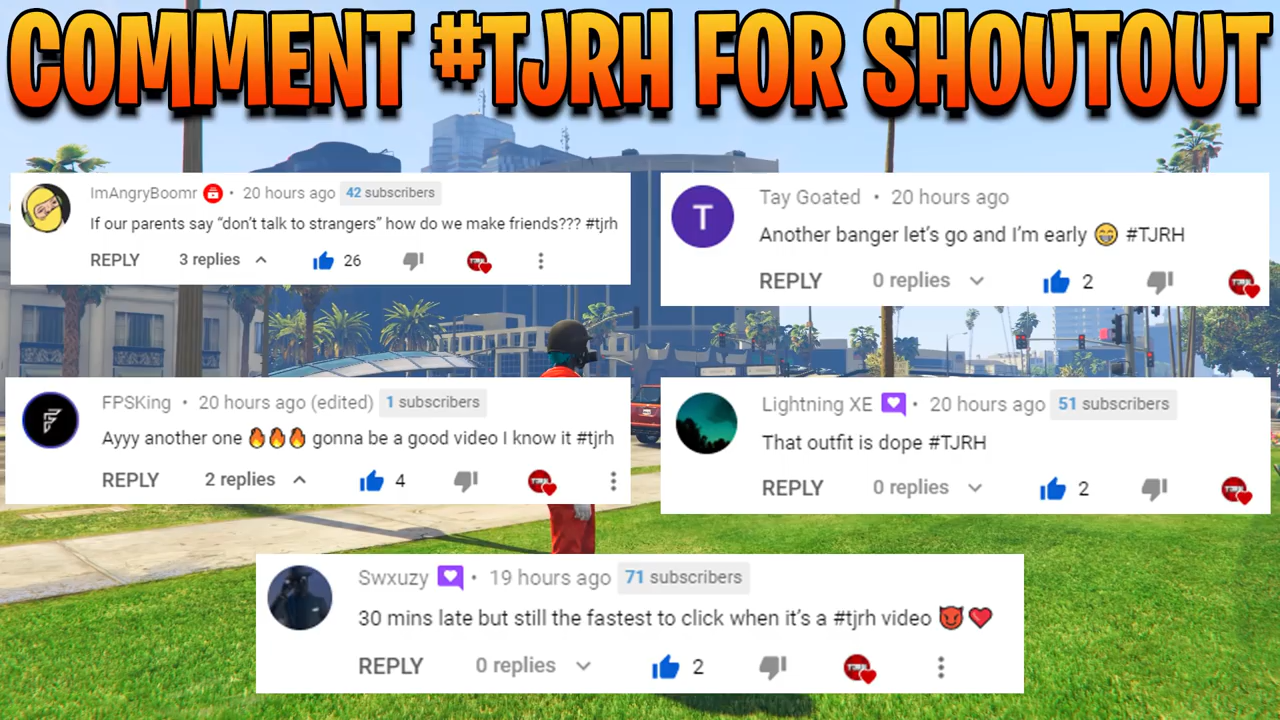 COMMENT #TJRH FOR SHOUTOUT
ImAngryBoomr • 20 hours ago 42 subscribers
If our parents say “don’t talk to strangers” how do we make friends??? #tjrh
REPLY 3 replies 26
Tay Goated • 20 hours ago
T
Another banger let’s go and I’m early 😁 #TJRH
REPLY 0 replies 2
FPSKing • 20 hours ago (edited) 1 subscribers
Ayyy another one 🔥🔥🔥 gonna be a good video I know it #tjrh
REPLY 2 replies 4
Lightning XE • 20 hours ago 51 subscribers
That outfit is dope #TJRH
REPLY 0 replies 2
Swxuzy • 19 hours ago 71 subscribers
30 mins late but still the fastest to click when it’s a #tjrh video 😈❤️
REPLY 0 replies 2